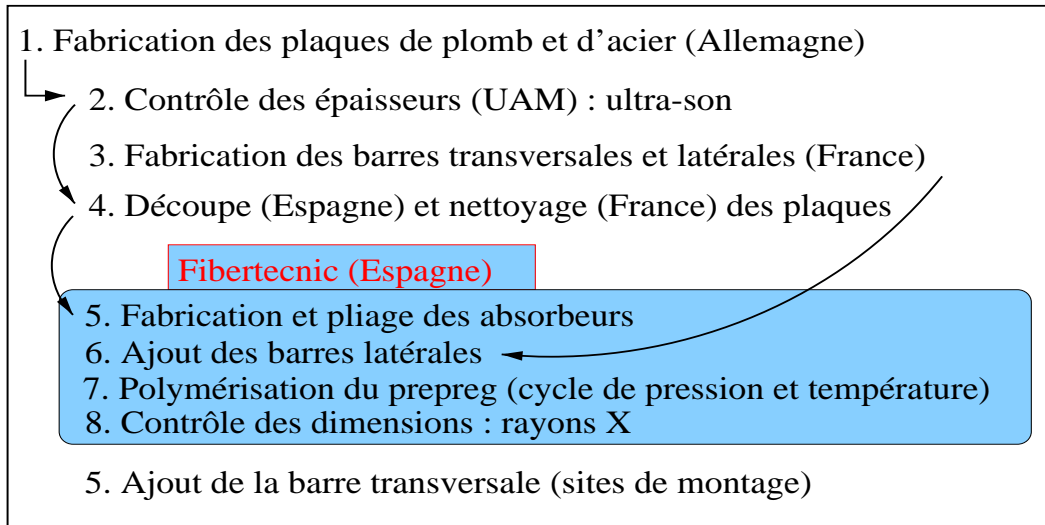 1. Fabrication des plaques de plomb et d'acier (Allemagne)
2. Contrôle des épaisseurs (UAM) : ultra-son
3. Fabrication des barres transversales et latérales (France)
4. Découpe (Espagne) et nettoyage (France) des plaques
Fibertecnic (Espagne)
5. Fabrication et pliage des absorbeurs
6. Ajout des barres latérales
7. Polymérisation du prepreg (cycle de pression et température)
8. Contrôle des dimensions : rayons X
5. Ajout de la barre transversale (sites de montage)